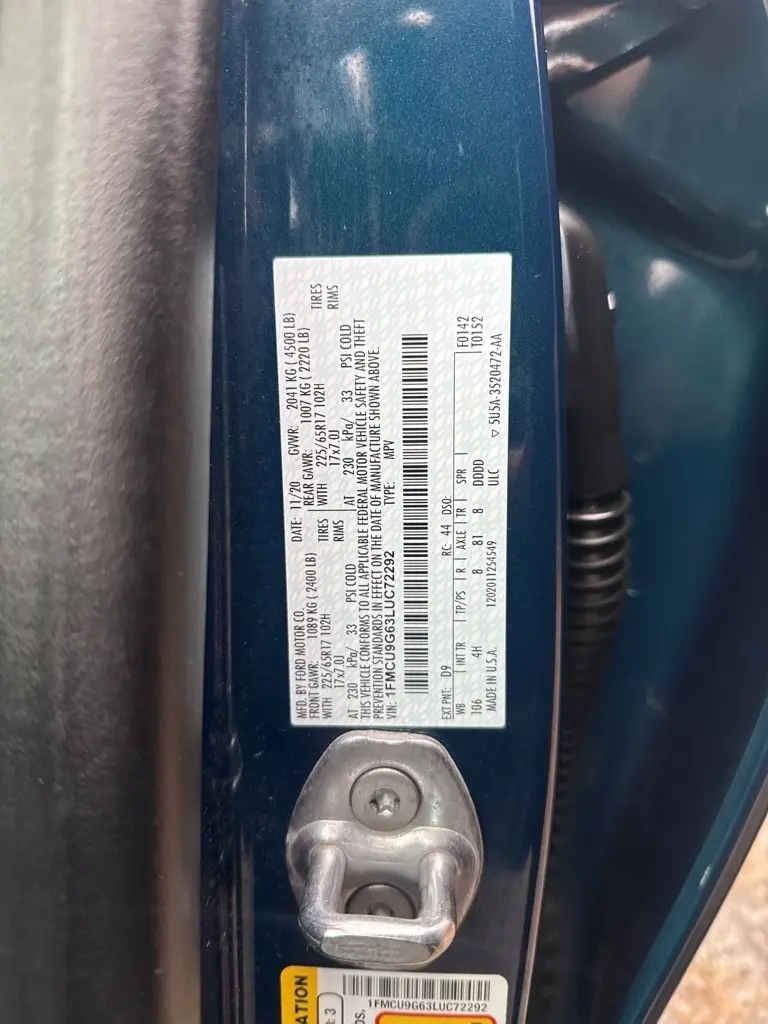 MFD. BY FORD MOTOR CO.
DATE: 11/20 GVWR: 2041 KG ( 4500 LB)
FRONT GAWR: 1089 KG ( 2400 LB) REAR GAWR: 1007 KG ( 2220 LB)
WITH 225/65R17 102H TIRES WITH 225/65R17 102H TIRES
17x7.0J RIMS 17x7.0J RIMS
AT 230 kPa/ 33 PSI COLD AT 230 kPa/ 33 PSI COLD
THIS VEHICLE CONFORMS TO ALL APPLICABLE FEDERAL MOTOR VEHICLE SAFETY AND THEFT
PREVENTION STANDARDS IN EFFECT ON THE DATE OF MANUFACTURE SHOWN ABOVE.
VIN: 1FMCU9G63LUC72292 TYPE: MPV
EXT PNT: D9 RC: 44 DSO: F0142
WB INT TR TP/PS R AXLE TR SPR T0152
106 4H 8 81 8 DDDD
MADE IN U.S.A. 1202011254549 ULC ▽ 5U5A-3520472-AA
ATION
: 3
OS.
1FMCU9G63LUC72292